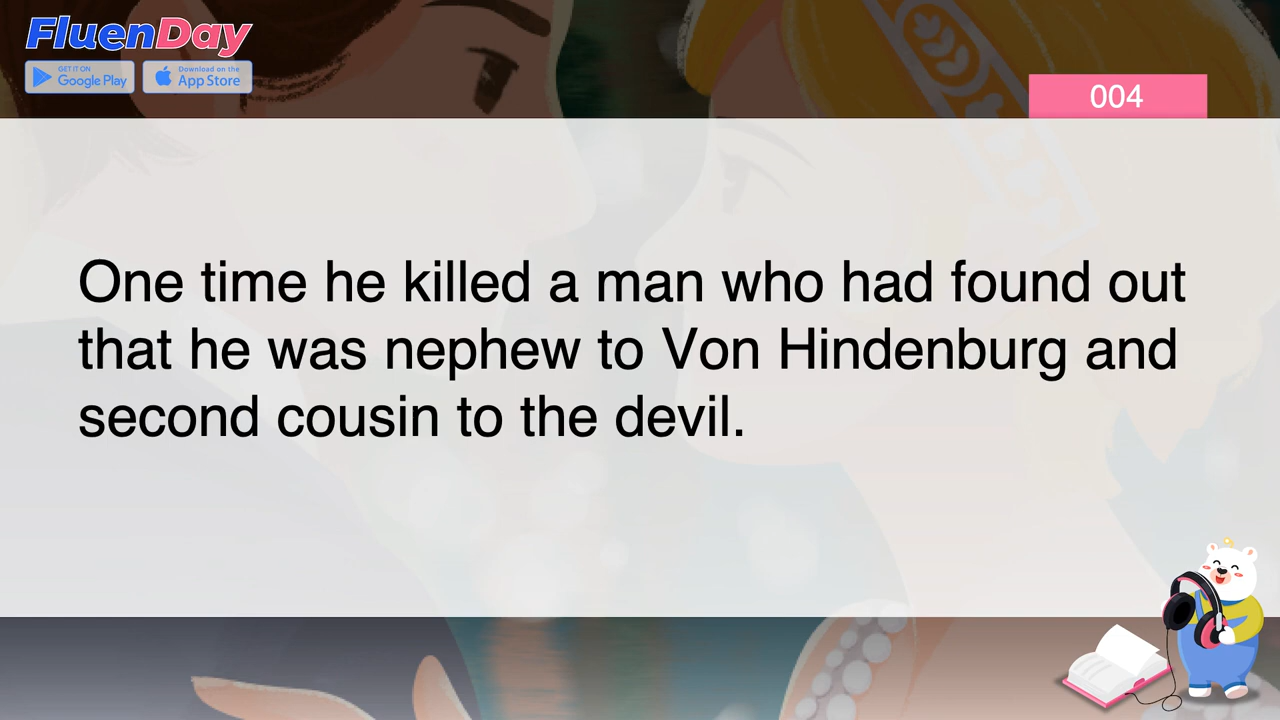 FluenDay
GET IT ON
Google Play
Download on the
App Store
004
One time he killed a man who had found out
that he was nephew to Von Hindenburg and
second cousin to the devil.